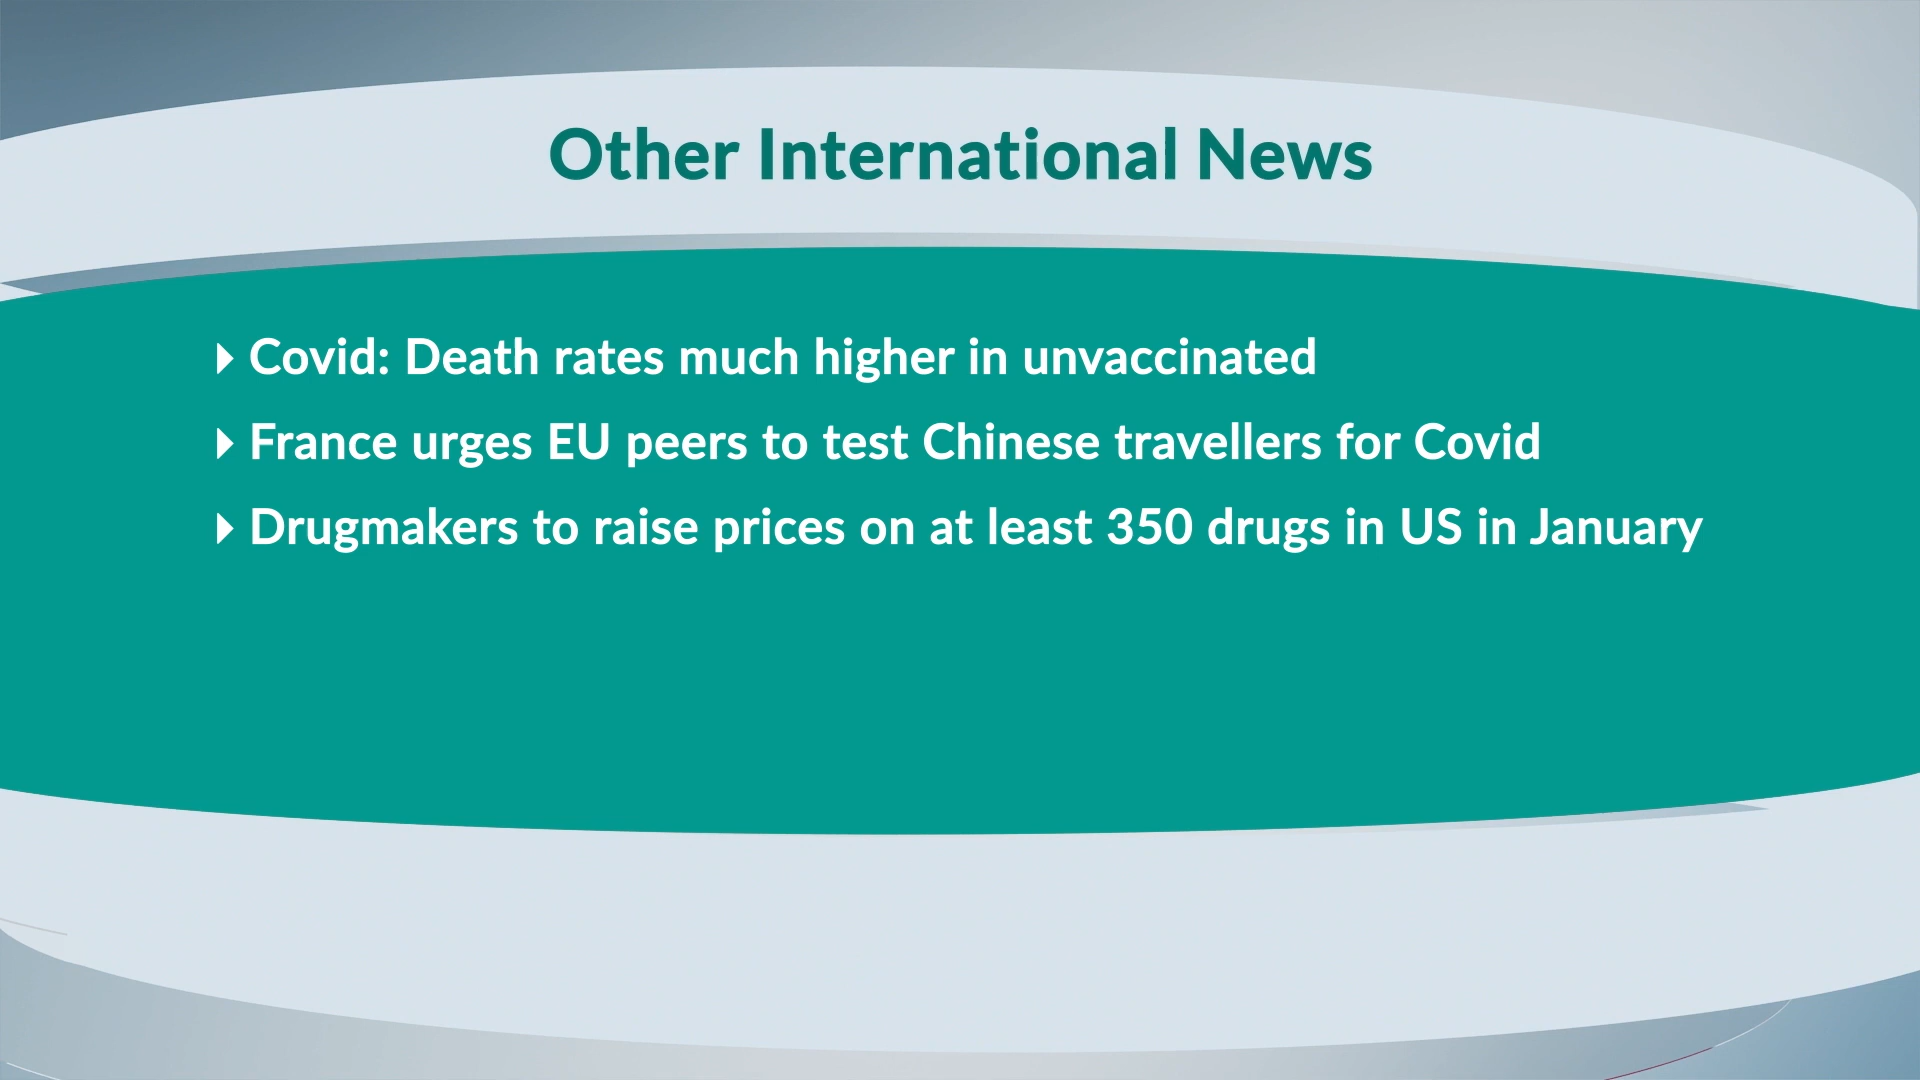 Other International News
Covid: Death rates much higher in unvaccinated
France urges EU peers to test Chinese travellers for Covid
Drugmakers to raise prices on at least 350 drugs in US in January